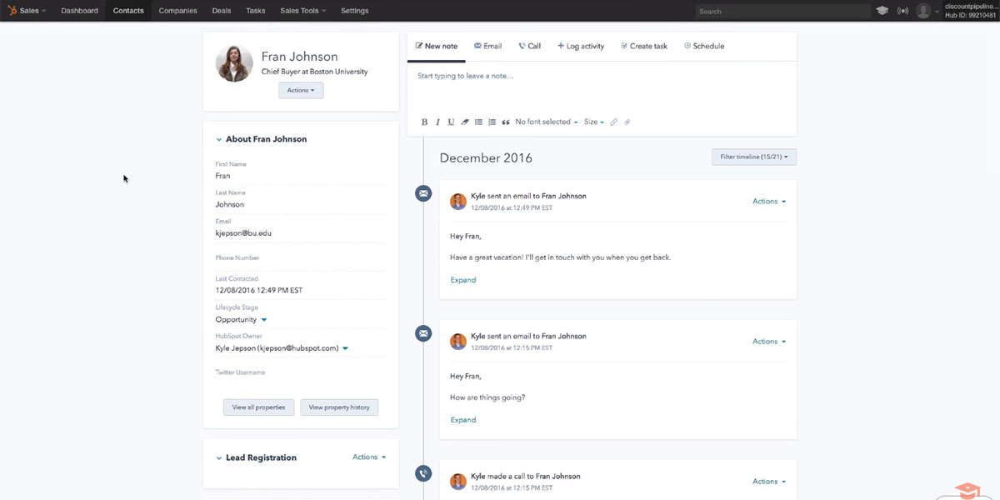 Sales
Dashboard
Contacts
Companies
Deals
Tasks
Sales Tools
Settings
Search
discountpipeline...
Hub ID: 99210481
Fran Johnson
Chief Buyer at Boston University
Actions
About Fran Johnson
First Name
Fran
Last Name
Johnson
Email
kjepson@bu.edu
Phone Number
Last Contacted
12/08/2016 12:49 PM EST
Lifecycle Stage
Opportunity
HubSpot Owner
Kyle Jepson (kjepson@hubspot.com)
Twitter Username
View all properties
View property history
Lead Registration
Actions
New note
Email
Call
Log activity
Create task
Schedule
Start typing to leave a note...
B I U
No font selected
Size
December 2016
Filter timeline (15/21)
Kyle sent an email to Fran Johnson
12/08/2016 at 12:49 PM EST
Actions
Hey Fran,
Have a great vacation! I'll get in touch with you when you get back.
Expand
Kyle sent an email to Fran Johnson
12/08/2016 at 12:15 PM EST
Actions
Hey Fran,
How are things going?
Expand
Kyle made a call to Fran Johnson
12/08/2016 at 12:15 PM EST
Actions